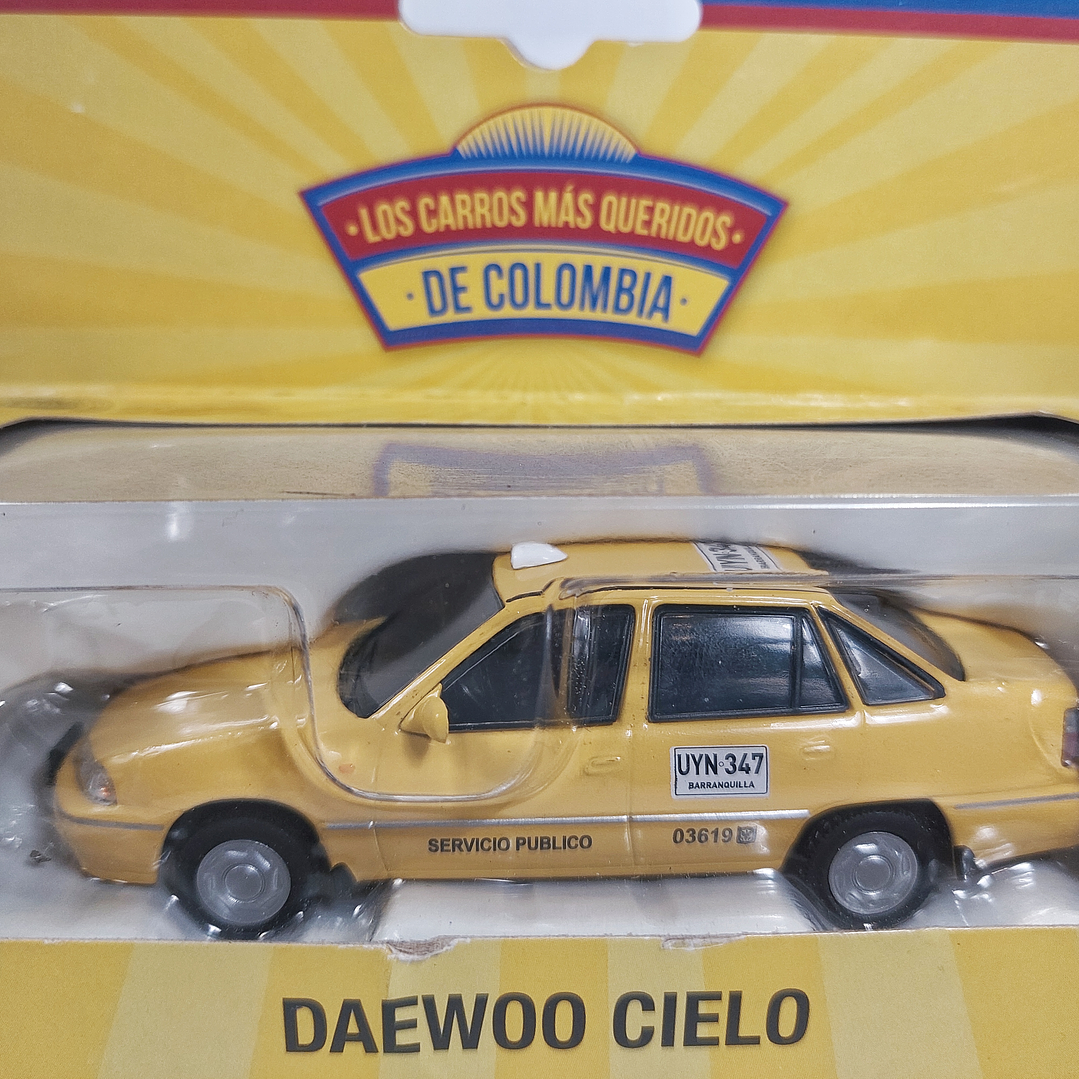 ·LOS CARROS MÁS QUERIDOS·
·DE COLOMBIA·
UYN·347
BARRANQUILLA
SERVICIO PUBLICO
03619
DAEWOO CIELO